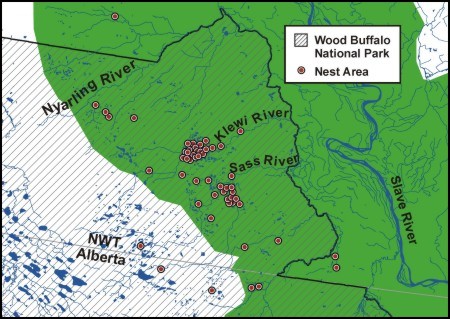 Wood Buffalo
National Park
Nest Area
Nyarling River
Klewi River
Sass River
Slave River
NWT
Alberta